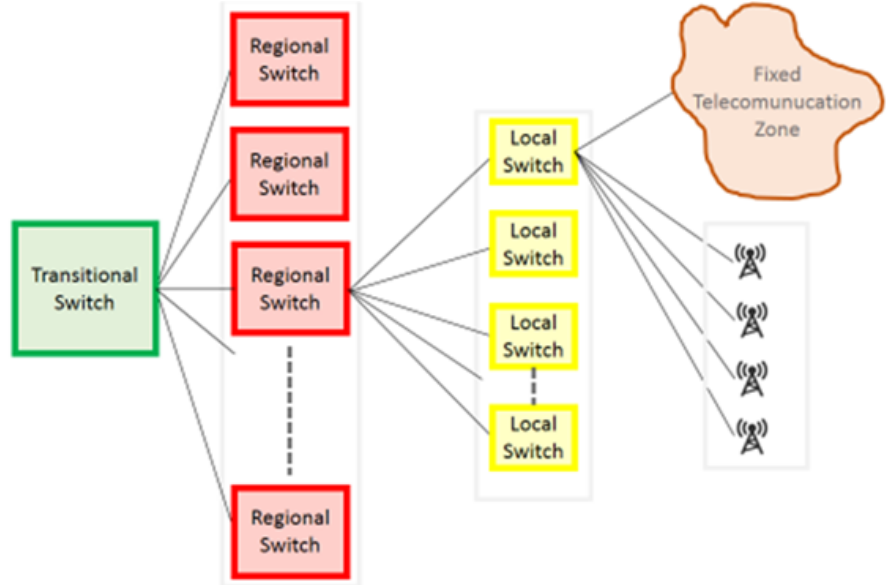 Transitional
Switch
Regional
Switch
Regional
Switch
Regional
Switch
Regional
Switch
Local
Switch
Local
Switch
Local
Switch
Local
Switch
Fixed
Telecomunucation
Zone